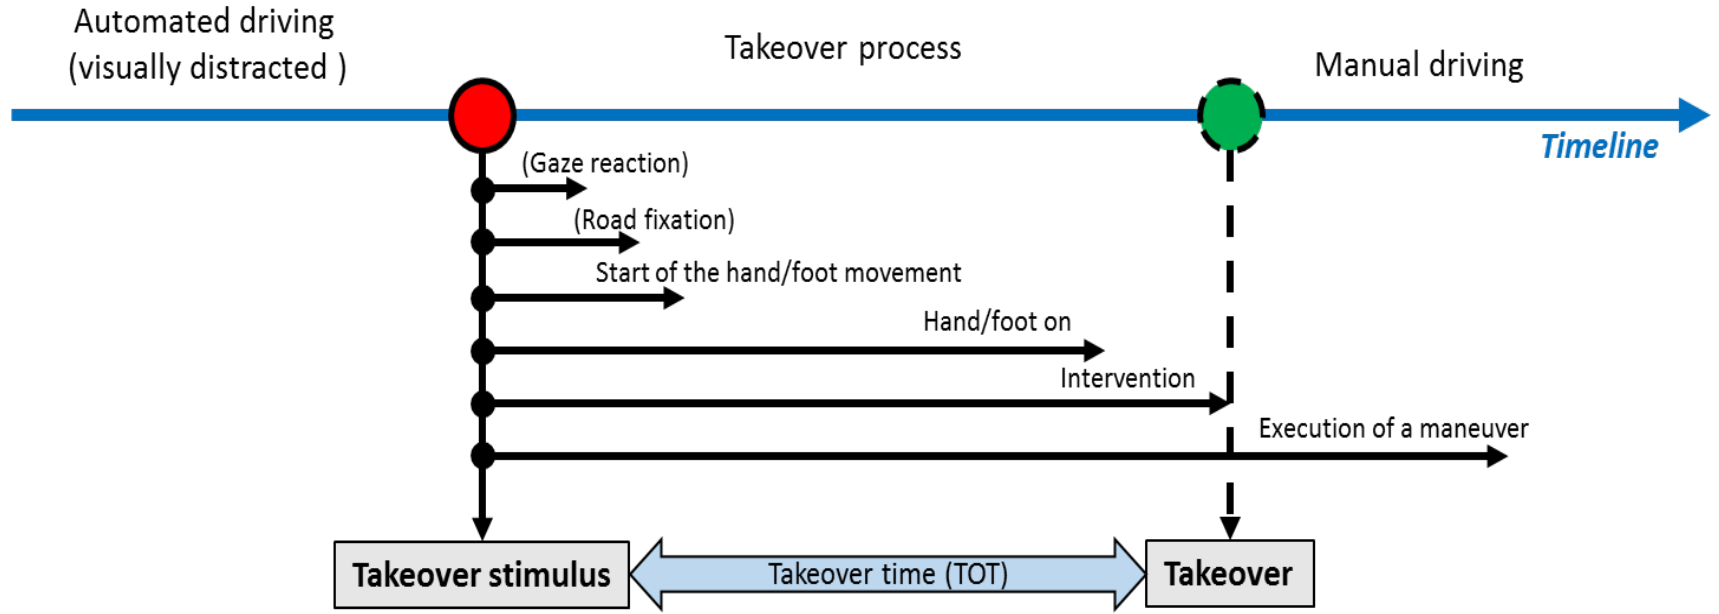 Automated driving
(visually distracted )
Takeover process
Manual driving
Timeline
(Gaze reaction)
(Road fixation)
Start of the hand/foot movement
Hand/foot on
Intervention
Execution of a maneuver
Takeover stimulus
Takeover time (TOT)
Takeover